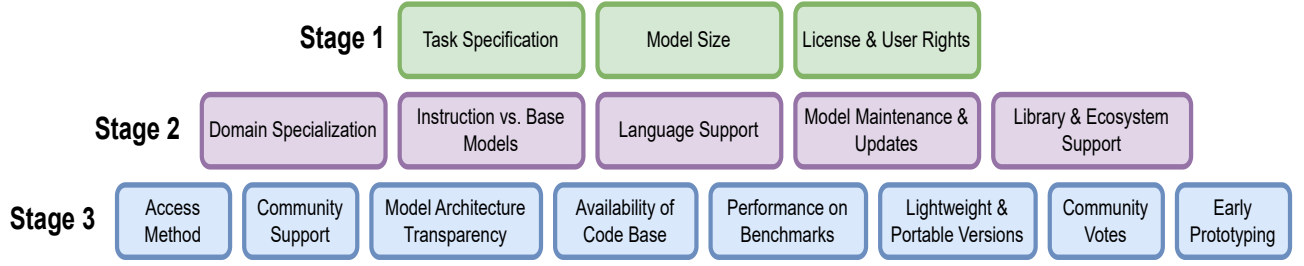 Stage 1
Task Specification
Model Size
License & User Rights
Stage 2
Domain Specialization
Instruction vs. Base
Models
Language Support
Model Maintenance &
Updates
Library & Ecosystem
Support
Stage 3
Access
Method
Community
Support
Model Architecture
Transparency
Availability of
Code Base
Performance on
Benchmarks
Lightweight &
Portable Versions
Community
Votes
Early
Prototyping